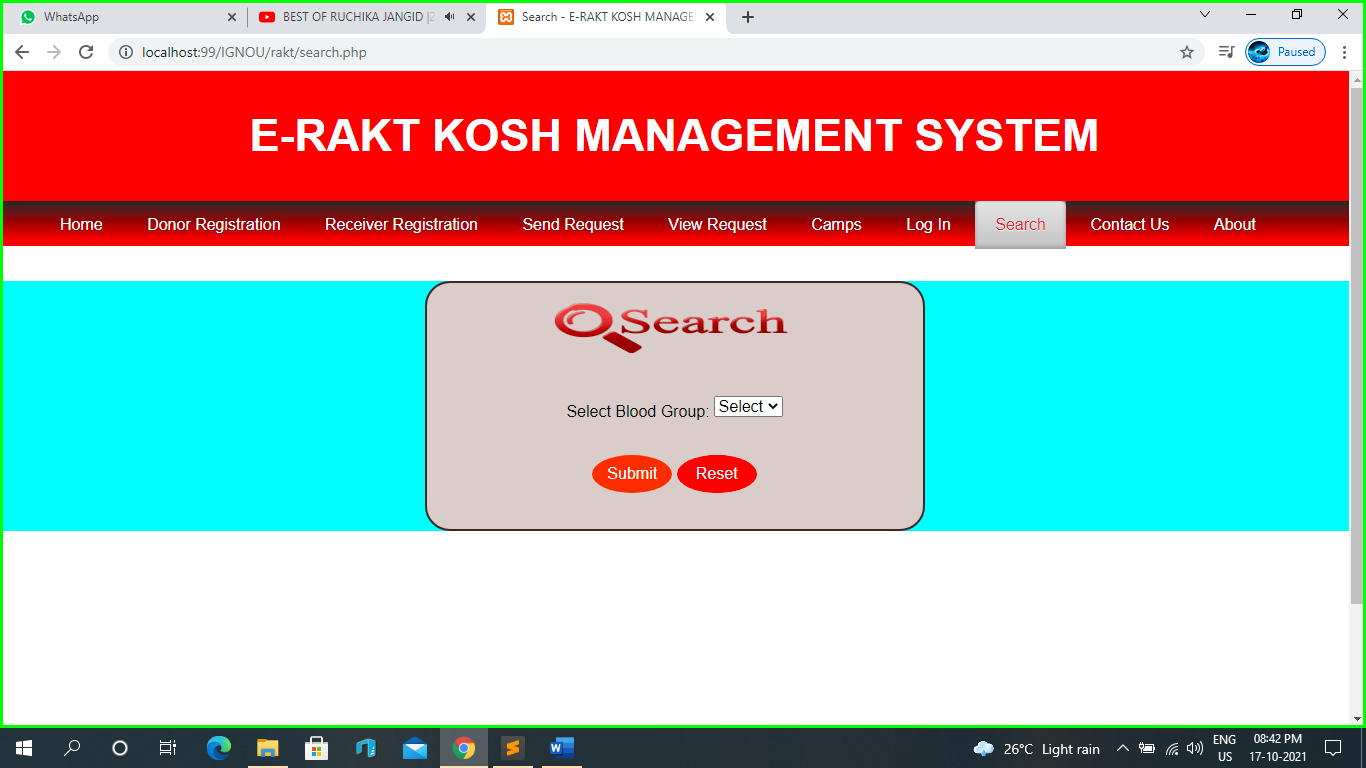 WhatsApp
BEST OF RUCHIKA JANGID |2
Search - E-RAKT KOSH MANAGE
localhost:99/IGNOU/rakt/search.php
Paused
E-RAKT KOSH MANAGEMENT SYSTEM
Home Donor Registration Receiver Registration Send Request View Request Camps Log In Search Contact Us About
Search
Select Blood Group: Select
Submit Reset
26°C Light rain
ENG
US
08:42 PM
17-10-2021